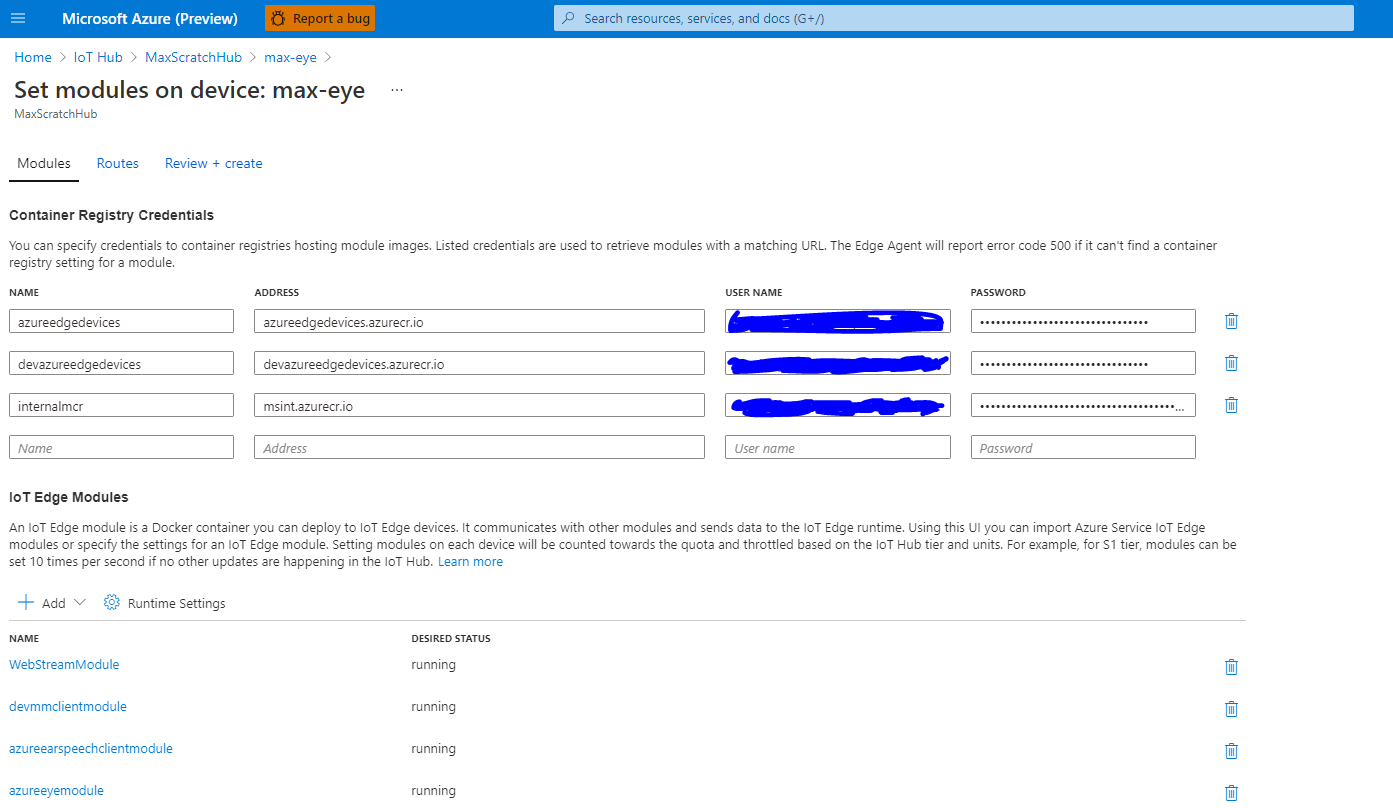 Microsoft Azure (Preview)
Report a bug
Search resources, services, and docs (G+/)
Home > IoT Hub > MaxScratchHub > max-eye >
Set modules on device: max-eye ...
MaxScratchHub
Modules Routes Review + create
Container Registry Credentials
You can specify credentials to container registries hosting module images. Listed credentials are used to retrieve modules with a matching URL. The Edge Agent will report error code 500 if it can't find a container
registry setting for a module.
NAME ADDRESS USER NAME PASSWORD
azureedgedevices azureedgedevices.azurecr.io ••••••••••••••••••••••••••••••••
devazureedgedevices devazureedgedevices.azurecr.io ••••••••••••••••••••••••••••••••
internalmcr msint.azurecr.io •••••••••••••••••••••••••••••••••••••...
Name Address User name Password
IoT Edge Modules
An IoT Edge module is a Docker container you can deploy to IoT Edge devices. It communicates with other modules and sends data to the IoT Edge runtime. Using this UI you can import Azure Service IoT Edge
modules or specify the settings for an IoT Edge module. Setting modules on each device will be counted towards the quota and throttled based on the IoT Hub tier and units. For example, for S1 tier, modules can be
set 10 times per second if no other updates are happening in the IoT Hub. Learn more
Add Runtime Settings
NAME DESIRED STATUS
WebStreamModule running
devmmclientmodule running
azureearspeechclientmodule running
azureeyemodule running